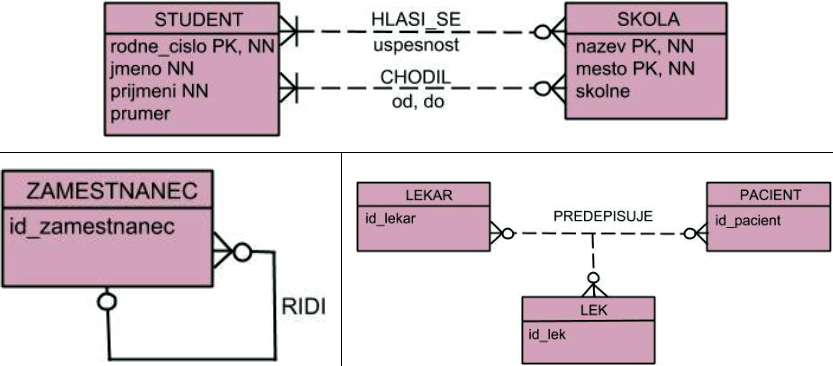 STUDENT
rodne_cislo PK, NN
jmeno NN
prijmeni NN
prumer
HLASI_SE
uspesnost
CHODIL
od, do
SKOLA
nazev PK, NN
mesto PK, NN
skolne
ZAMESTNANEC
id_zamestnanec
RIDI
LEKAR
id_lekar
PREDEPISUJE
PACIENT
id_pacient
LEK
id_lek